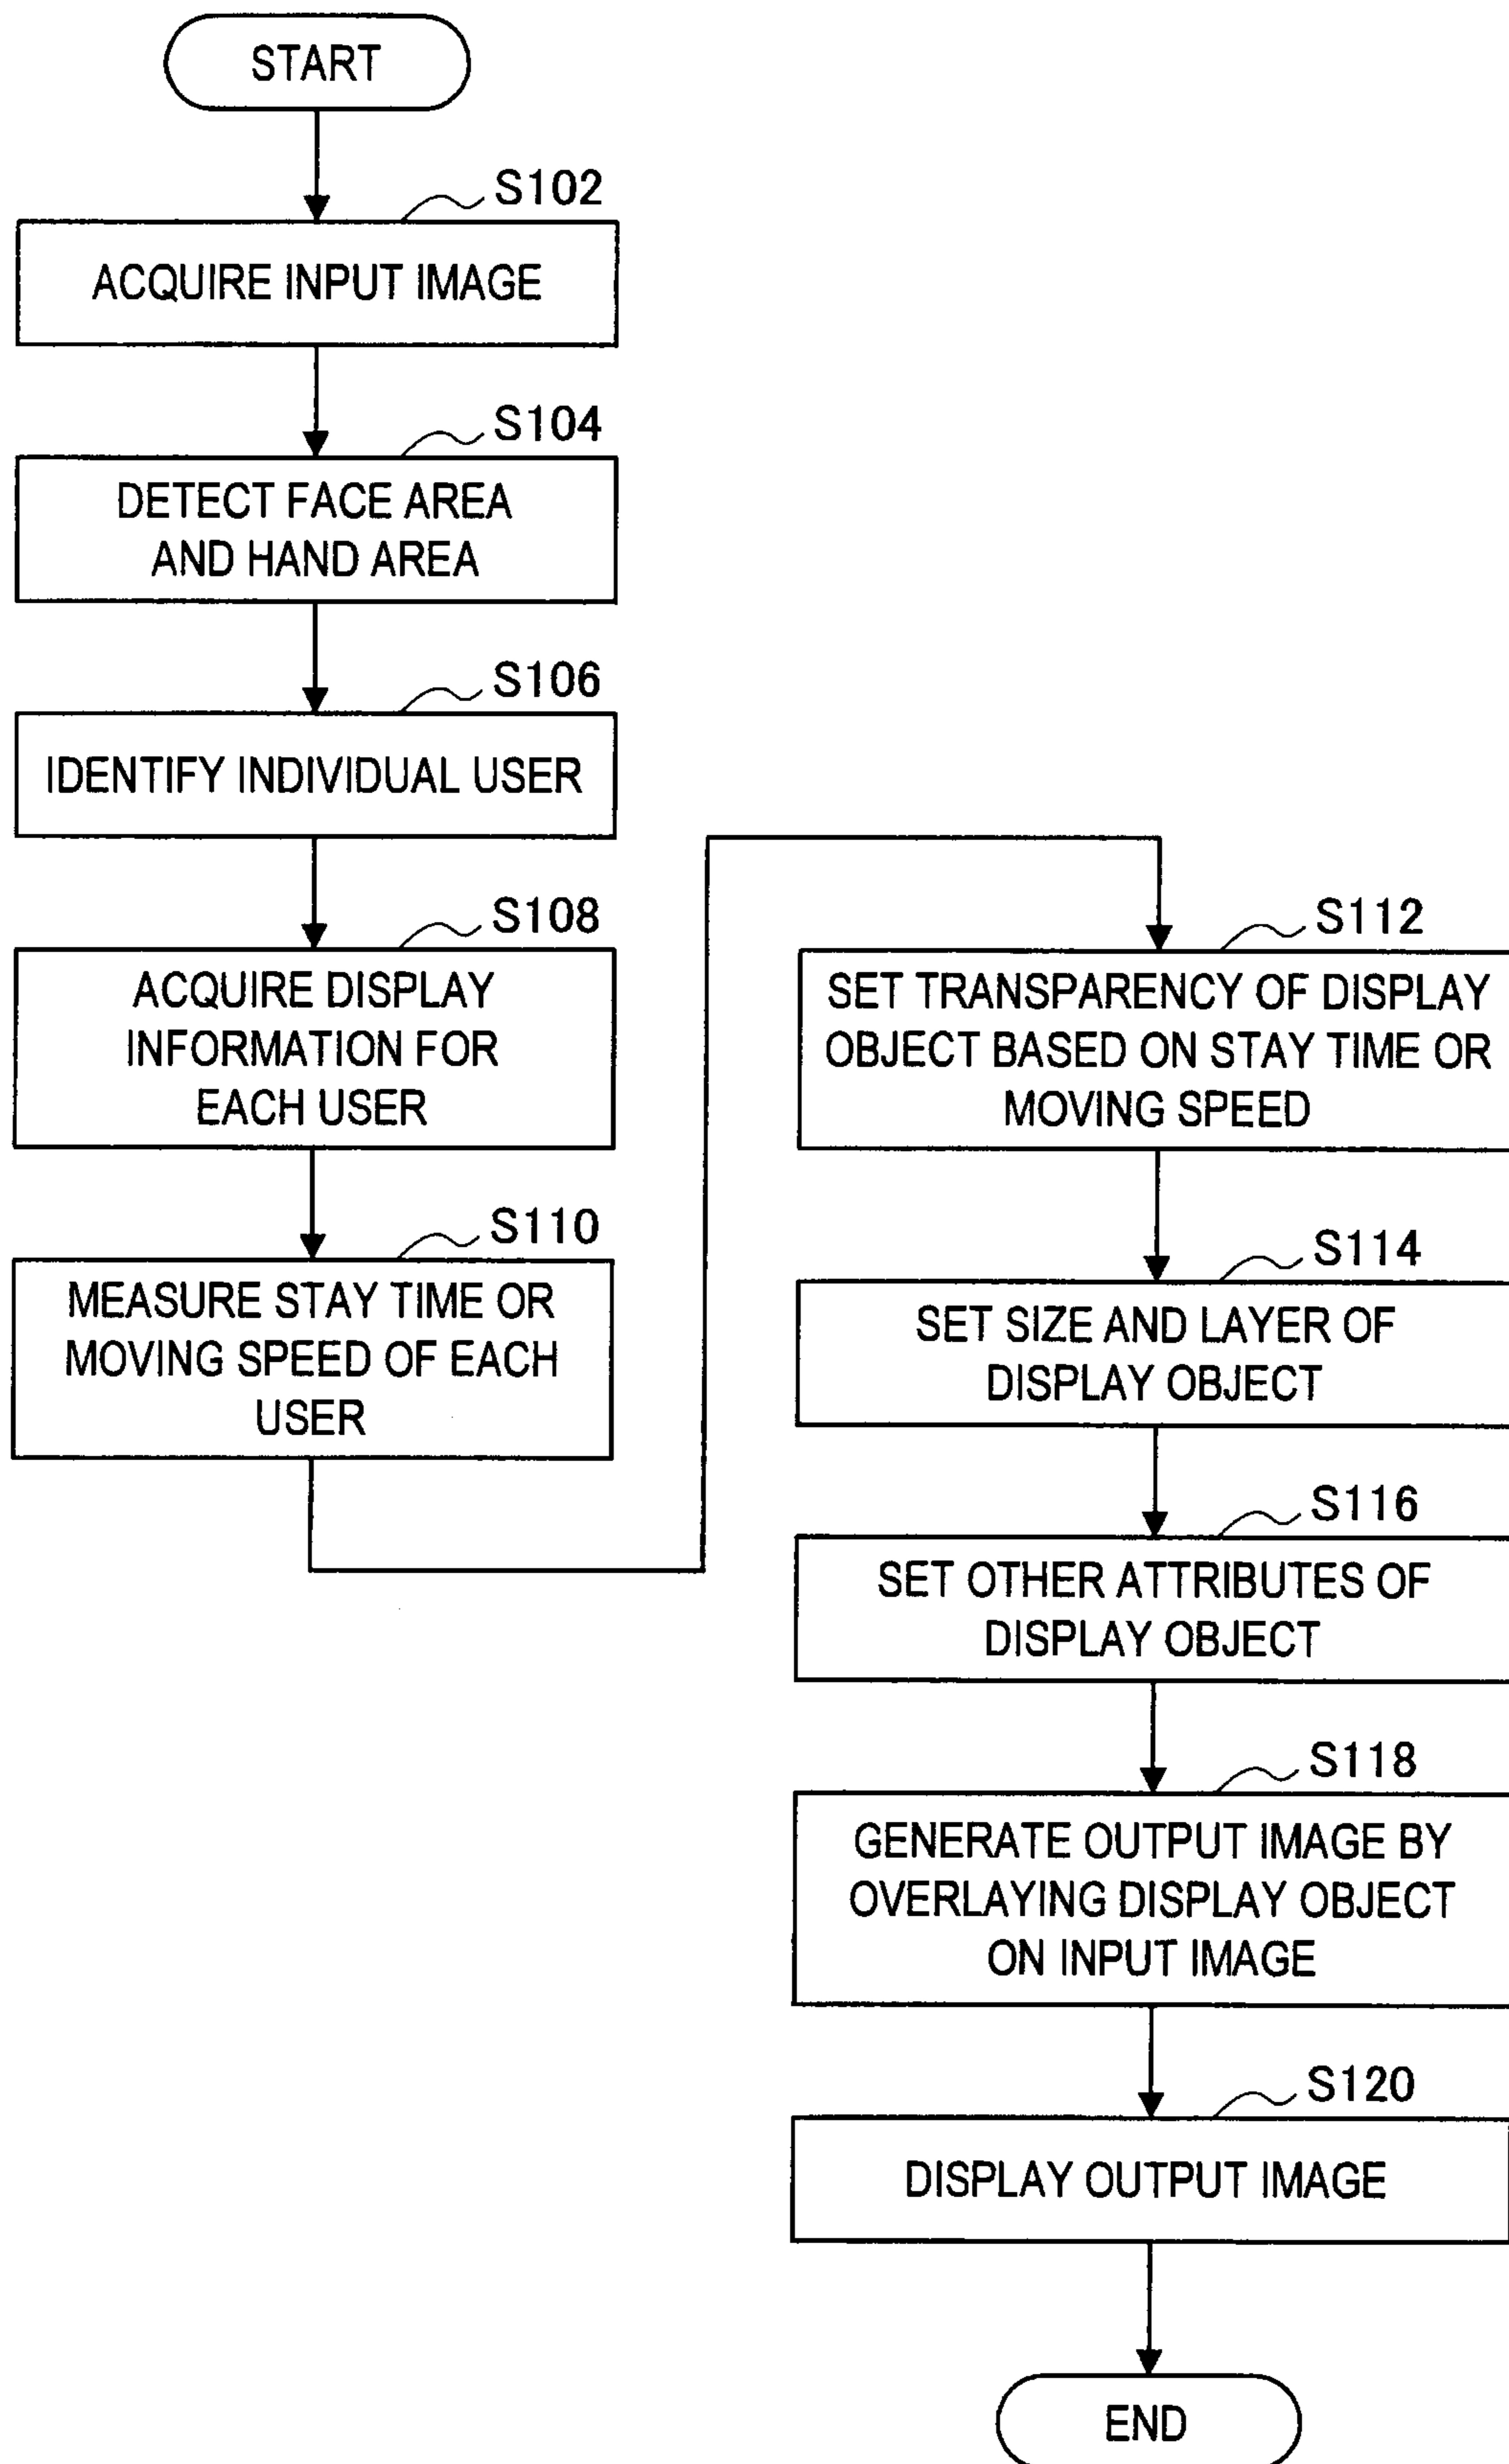 START
S102
ACQUIRE INPUT IMAGE
S104
DETECT FACE AREA
AND HAND AREA
S106
IDENTIFY INDIVIDUAL USER
S108
ACQUIRE DISPLAY
INFORMATION FOR
EACH USER
S110
MEASURE STAY TIME OR
MOVING SPEED OF EACH
USER
S112
SET TRANSPARENCY OF DISPLAY
OBJECT BASED ON STAY TIME OR
MOVING SPEED
S114
SET SIZE AND LAYER OF
DISPLAY OBJECT
S116
SET OTHER ATTRIBUTES OF
DISPLAY OBJECT
S118
GENERATE OUTPUT IMAGE BY
OVERLAYING DISPLAY OBJECT
ON INPUT IMAGE
S120
DISPLAY OUTPUT IMAGE
END